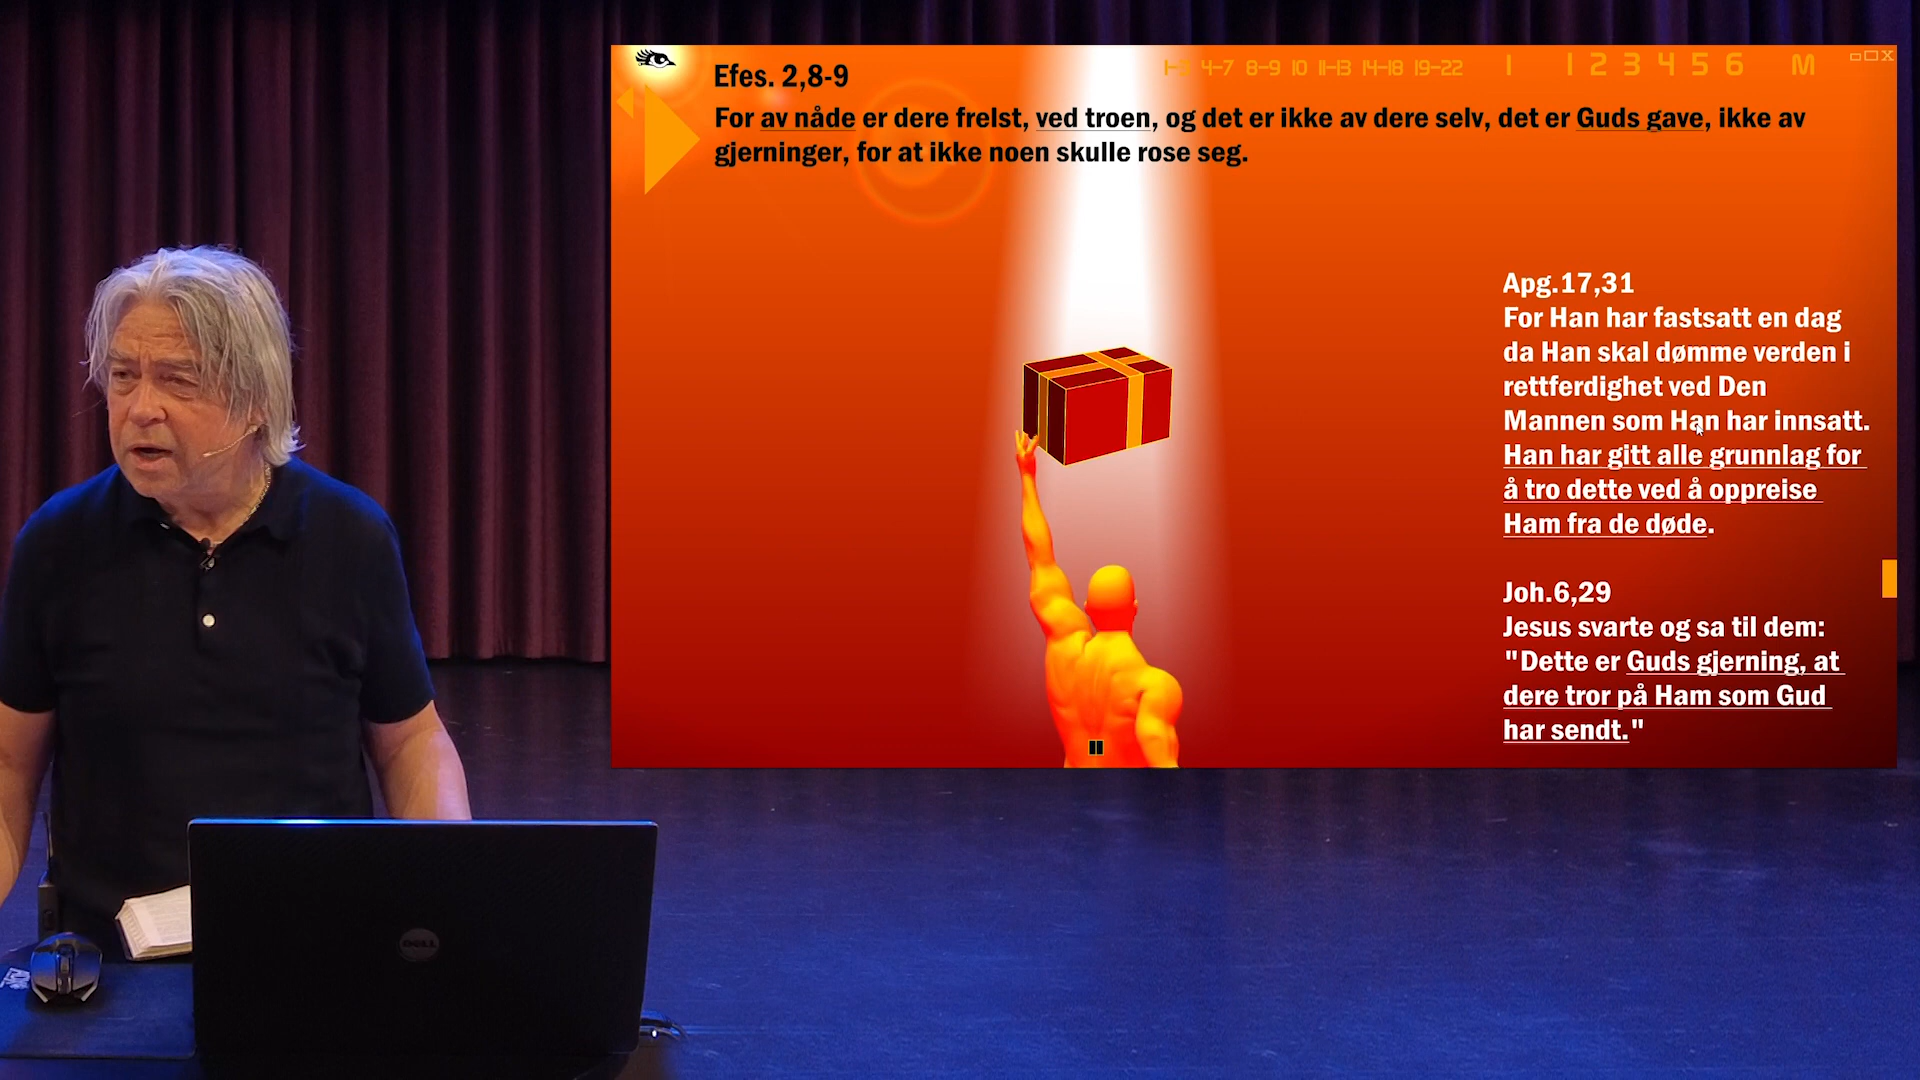 Efes. 2,8-9
For av nåde er dere frelst, ved troen, og det er ikke av dere selv, det er Guds gave, ikke av
gjerninger, for at ikke noen skulle rose seg.
4-7 8-9 10 11-13 14-18 19-22 1 1 2 3 4 5 6 M
X
Apg.17,31
For Han har fastsatt en dag
da Han skal dømme verden i
rettferdighet ved Den
Mannen som Han har innsatt.
Han har gitt alle grunnlag for
å tro dette ved å oppreise
Ham fra de døde.
Joh.6,29
Jesus svarte og sa til dem:
"Dette er Guds gjerning, at
dere tror på Ham som Gud
har sendt."
DELL